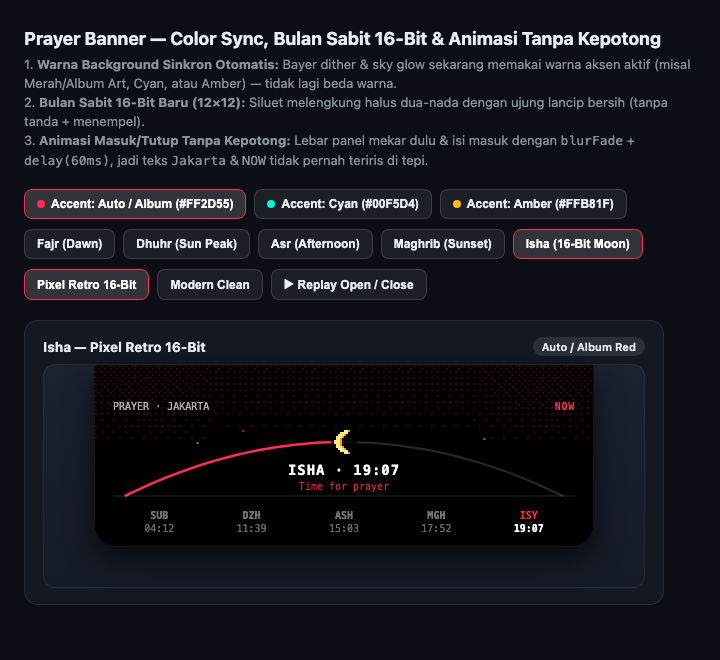 Prayer Banner — Color Sync, Bulan Sabit 16-Bit & Animasi Tanpa Kepotong
1. Warna Background Sinkron Otomatis: Bayer dither & sky glow sekarang memakai warna aksen aktif (misal
Merah/Album Art, Cyan, atau Amber) — tidak lagi beda warna.
2. Bulan Sabit 16-Bit Baru (12×12): Siluet melengkung halus dua-nada dengan ujung lancip bersih (tanpa
tanda + menempel).
3. Animasi Masuk/Tutup Tanpa Kepotong: Lebar panel mekar dulu & isi masuk dengan blurFade +
delay(60ms), jadi teks Jakarta & NOW tidak pernah teriris di tepi.
Accent: Auto / Album (#FF2D55)
Accent: Cyan (#00F5D4)
Accent: Amber (#FFB81F)
Fajr (Dawn)
Dhuhr (Sun Peak)
Asr (Afternoon)
Maghrib (Sunset)
Isha (16-Bit Moon)
Pixel Retro 16-Bit
Modern Clean
▶ Replay Open / Close
Isha — Pixel Retro 16-Bit
Auto / Album Red
PRAYER · JAKARTA
NOW
ISHA · 19:07
Time for prayer
SUB DZH ASH MGH ISY
04:12 11:39 15:03 17:52 19:07